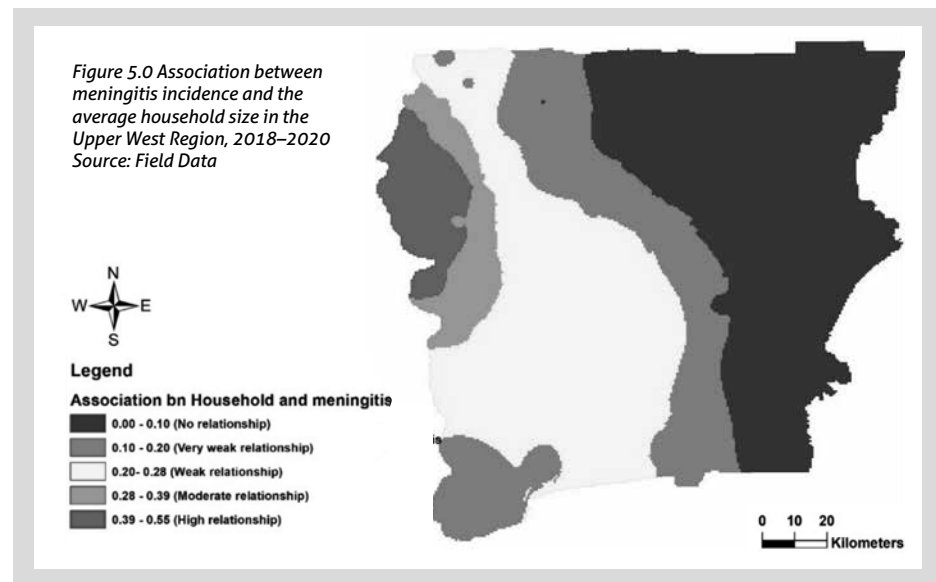 Figure 5.0 Association between
meningitis incidence and the
average household size in the
Upper West Region, 2018–2020
Source: Field Data
N
W E
S
Legend
Association bn Household and meningitis
0.00 - 0.10 (No relationship)
0.10 - 0.20 (Very weak relationship)
is
0.20- 0.28 (Weak relationship)
0.28 - 0.39 (Moderate relationship)
0.39 - 0.55 (High relationship)
0 10 20
Kilometers